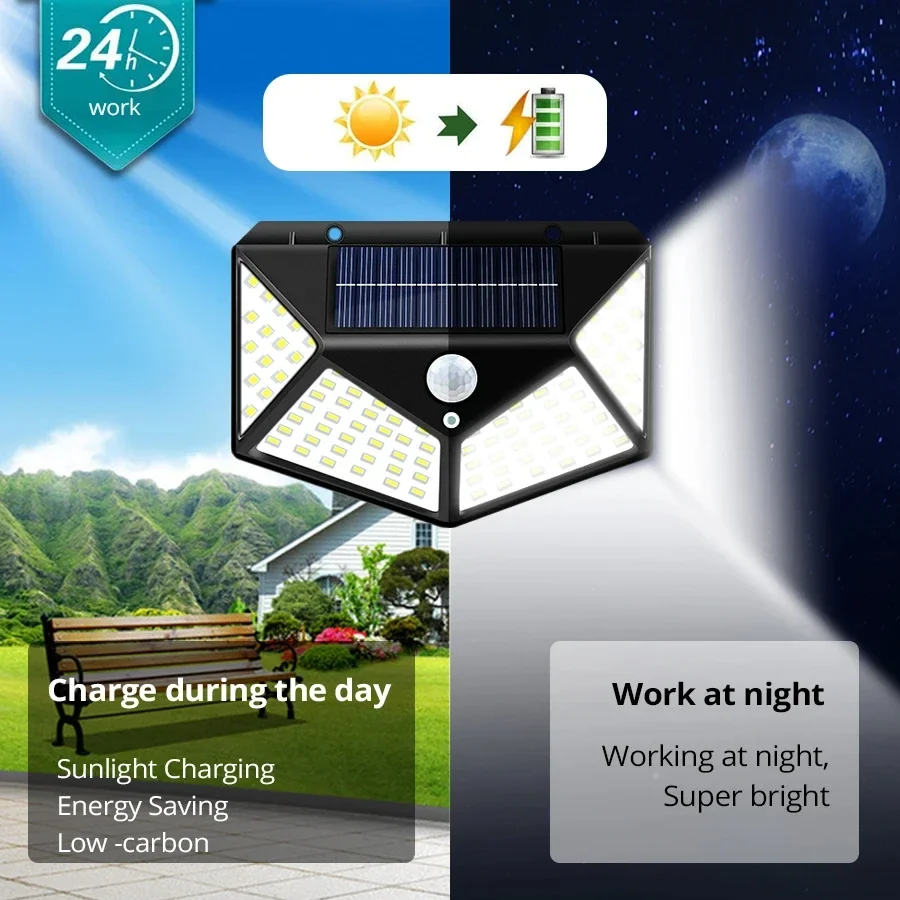 24h
work
Charge during the day
Sunlight Charging
Energy Saving
Low -carbon
Work at night
Working at night,
Super bright